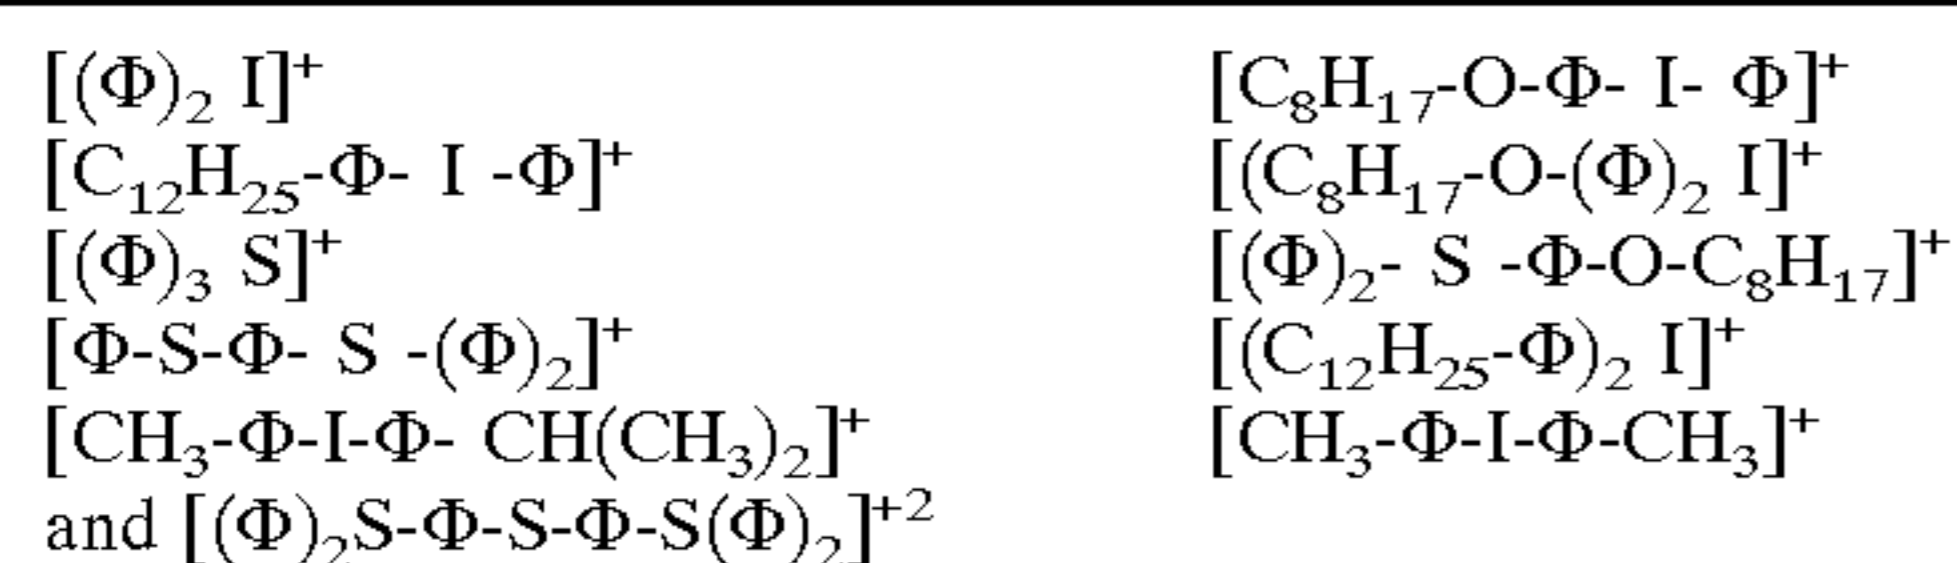 [(Φ)₂ I]⁺ [C₈H₁₇-O-Φ- I- Φ]⁺
[C₁₂H₂₅-Φ- I -Φ]⁺ [(C₈H₁₇-O-(Φ)₂ I]⁺
[(Φ)₃ S]⁺ [(Φ)₂- S -Φ-O-C₈H₁₇]⁺
[Φ-S-Φ- S -(Φ)₂]⁺ [(C₁₂H₂₅-Φ)₂ I]⁺
[CH₃-Φ-I-Φ- CH(CH₃)₂]⁺ [CH₃-Φ-I-Φ-CH₃]⁺
and [(Φ)₂S-Φ-S-Φ-S(Φ)₂]⁺²